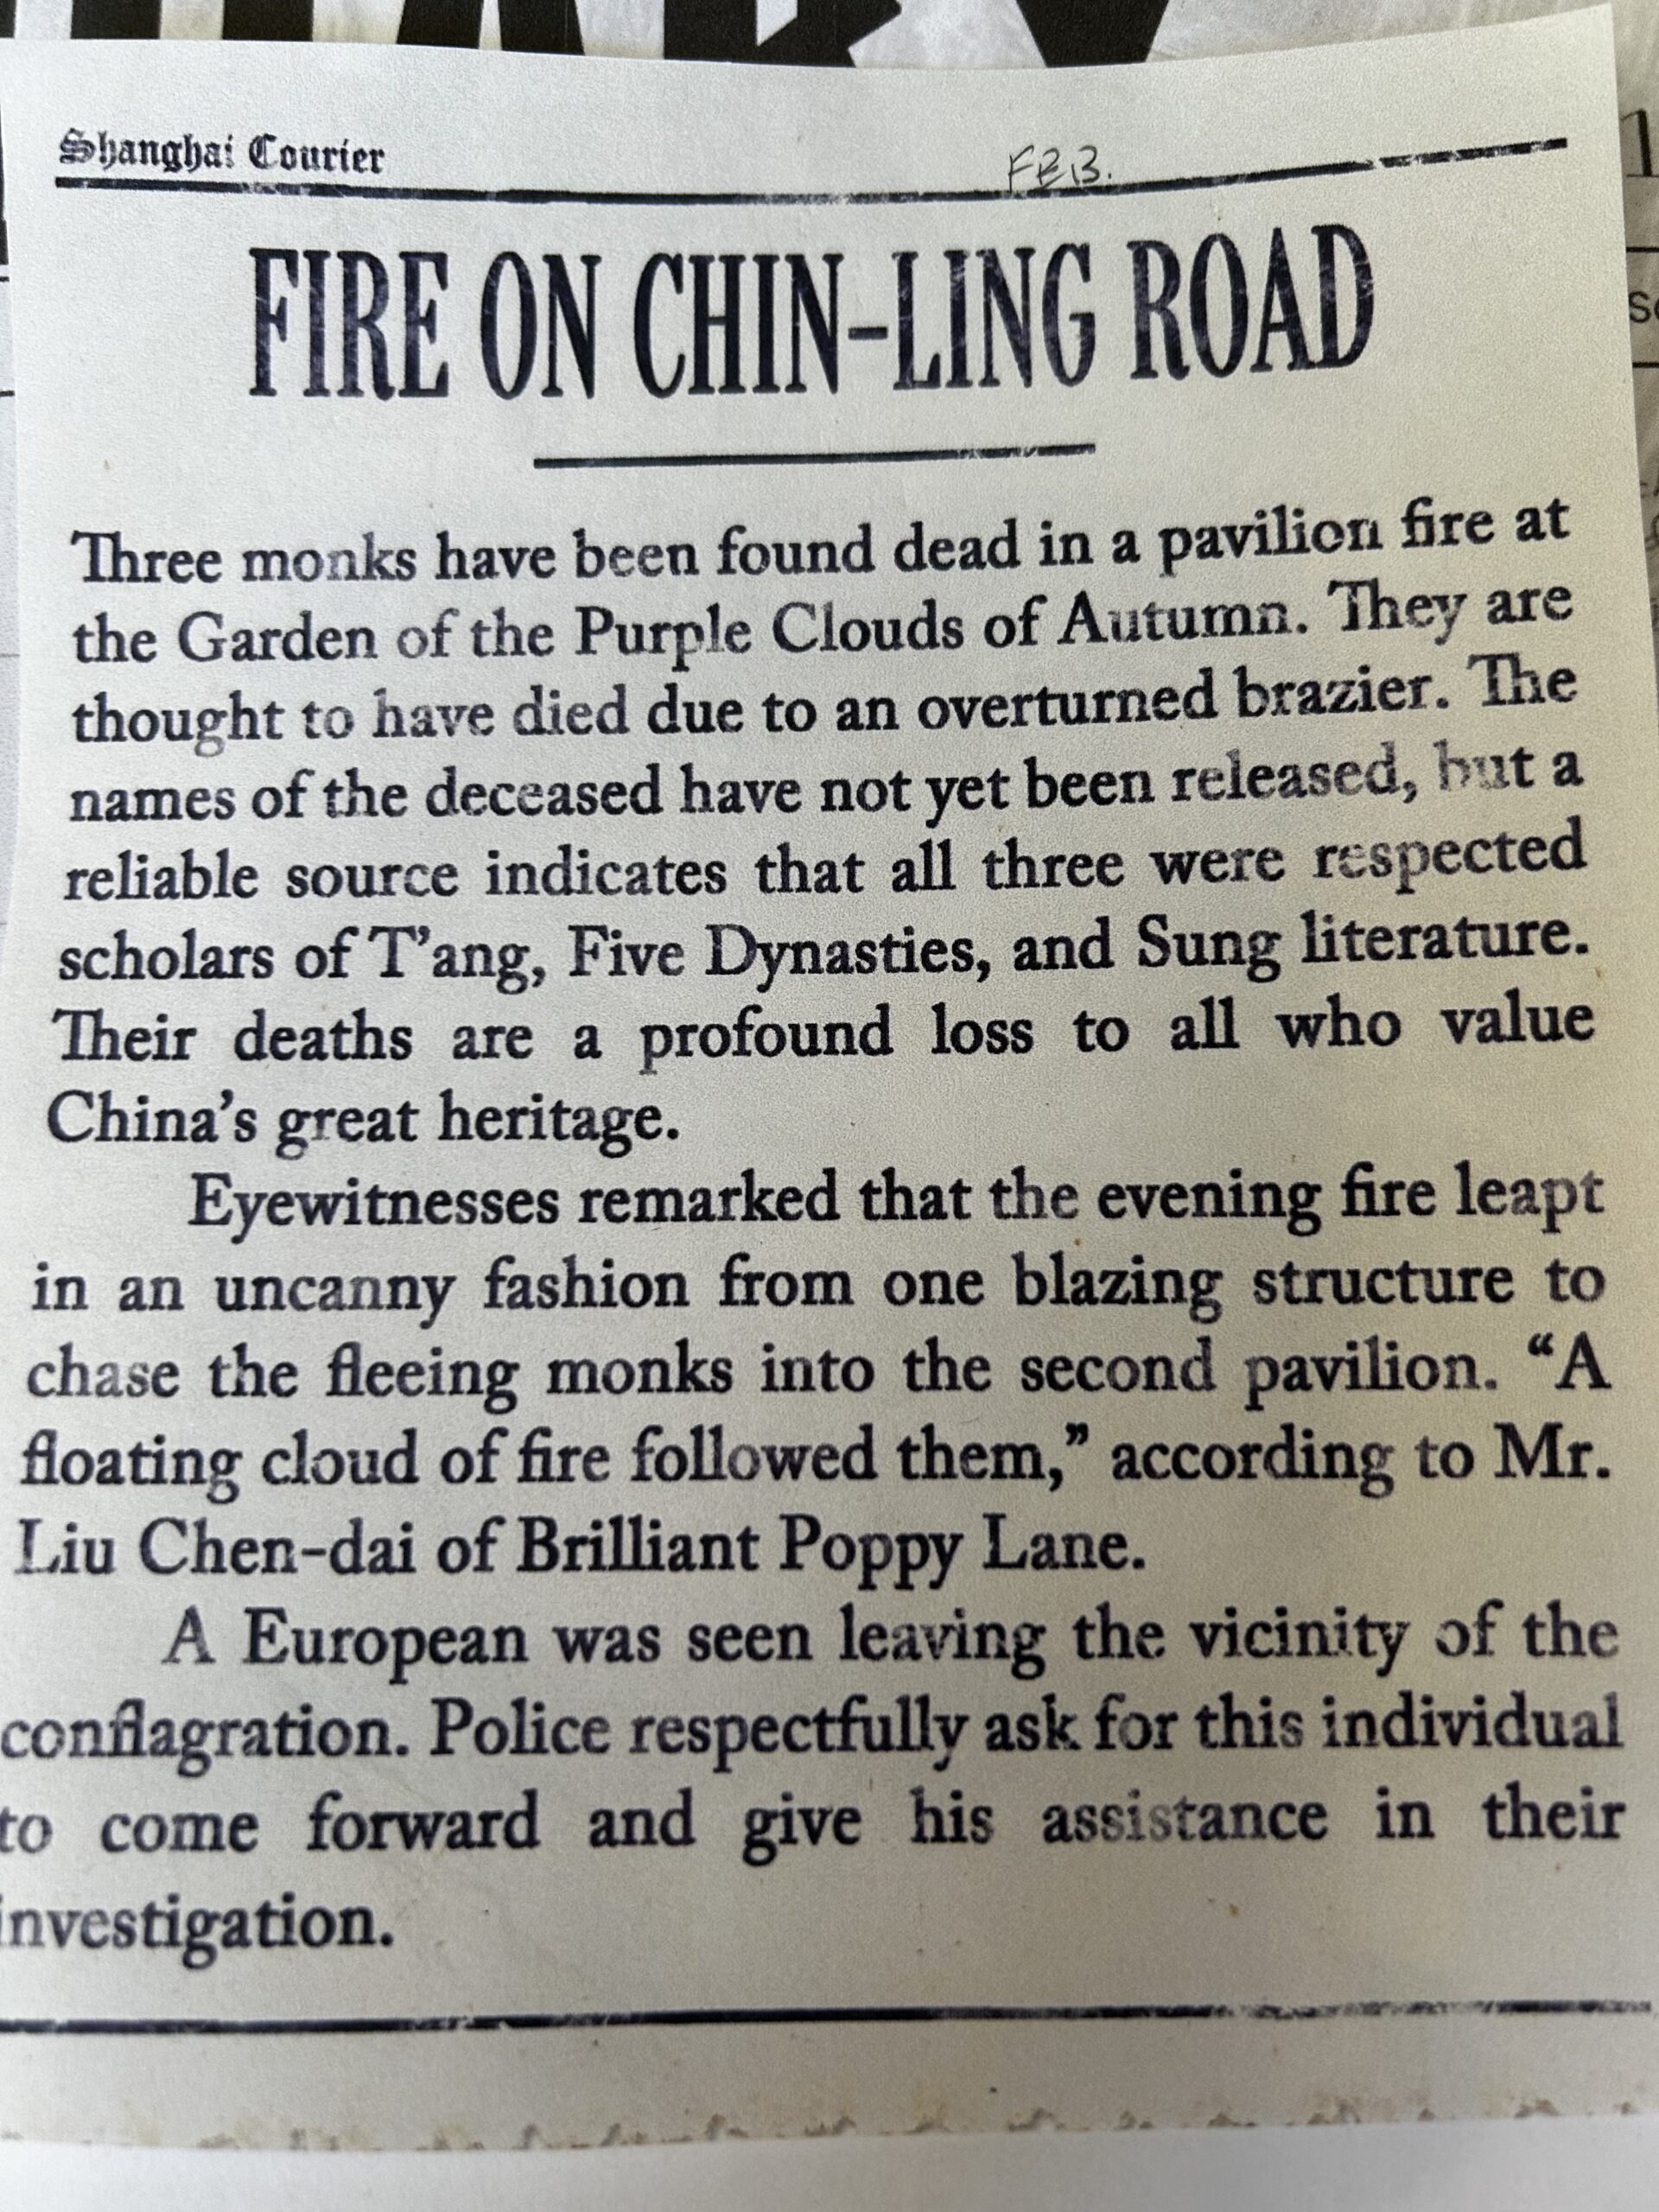 Shanghai Courier
FEB.
FIRE ON CHIN-LING ROAD
Three monks have been found dead in a pavilion fire at
the Garden of the Purple Clouds of Autumn. They are
thought to have died due to an overturned brazier. The
names of the deceased have not yet been released, but a
reliable source indicates that all three were respected
scholars of T’ang, Five Dynasties, and Sung literature.
Their deaths are a profound loss to all who value
China’s great heritage.
Eyewitnesses remarked that the evening fire leapt
in an uncanny fashion from one blazing structure to
chase the fleeing monks into the second pavilion. “A
floating cloud of fire followed them,” according to Mr.
Liu Chen-dai of Brilliant Poppy Lane.
A European was seen leaving the vicinity of the
conflagration. Police respectfully ask for this individual
to come forward and give his assistance in their
investigation.